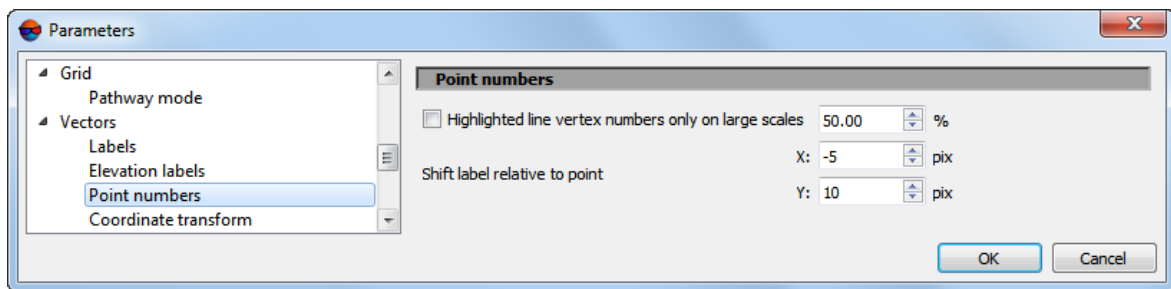 Parameters
Grid
Pathway mode
Vectors
Labels
Elevation labels
Point numbers
Coordinate transform
Point numbers
Highlighted line vertex numbers only on large scales 50.00 %
Shift label relative to point
X: -5 pix
Y: 10 pix
OK Cancel